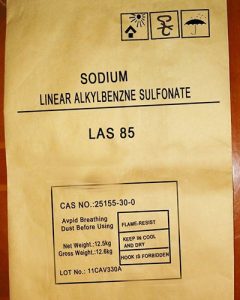 SODIUM
LINEAR ALKYLBENZNE SULFONATE
LAS 85
CAS NO.:25155-30-0
Avpid Breathing
Dust Before Using
Net Weight.:12.5kg
Gross Weight.:12.6kg
FLAME-RESIST
KEEP IN COOL
AND DRY
HOOK IS FORBIDDEN
LOT No.: 11CAV330A